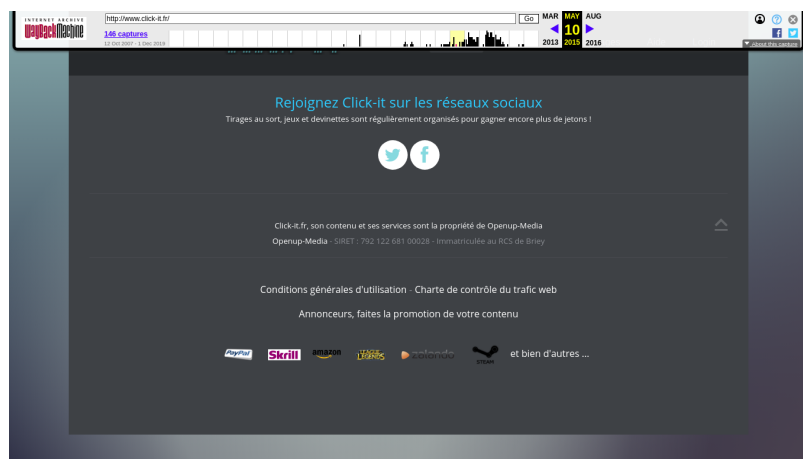 INTERNET ARCHIVE
WayBackMachine
http://www.click-it.fr/
Go
146 captures
12 Oct 2007 - 1 Dec 2019
MAR MAY AUG
10
2013 2015 2016
About this capture
Rejoignez Click-it sur les réseaux sociaux
Tirages au sort, jeux et devinettes sont régulièrement organisés pour gagner encore plus de jetons !
Click-it.fr, son contenu et ses services sont la propriété de Openup-Media
Openup-Media - SIRET : 792 122 681 00028 - Immatriculée au RCS de Briey
Conditions générales d'utilisation - Charte de contrôle du trafic web
Annonceurs, faites la promotion de votre contenu
PayPal Skrill amazon LEAGUE OF LEGENDS zalando STEAM et bien d'autres ...